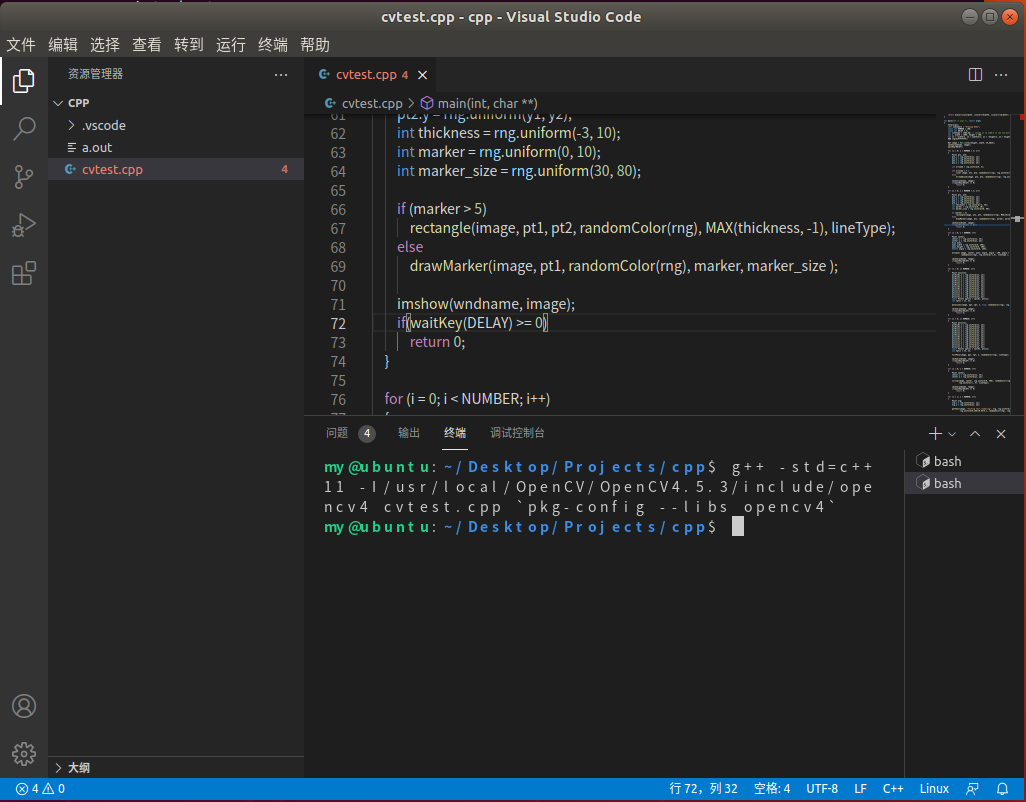 cvtest.cpp - cpp - Visual Studio Code
文件 编辑 选择 查看 转到 运行 终端 帮助
资源管理器
CPP
.vscode
a.out
cvtest.cpp 4
cvtest.cpp 4
cvtest.cpp > main(int, char **)
61 pt2.y = rng.uniform(y1, y2);
62 int thickness = rng.uniform(-3, 10);
63 int marker = rng.uniform(0, 10);
64 int marker_size = rng.uniform(30, 80);
65
66 if (marker > 5)
67 rectangle(image, pt1, pt2, randomColor(rng), MAX(thickness, -1), lineType);
68 else
69 drawMarker(image, pt1, randomColor(rng), marker, marker_size );
70
71 imshow(wndname, image);
72 if(waitKey(DELAY) >= 0)
73 return 0;
74 }
75
76 for (i = 0; i < NUMBER; i++)
77 {
问题 4 输出 终端 调试控制台
my@ubuntu:~/Desktop/Projects/cpp$ g++ -std=c++
11 -I/usr/local/OpenCV/OpenCV4.5.3/include/ope
ncv4 cvtest.cpp `pkg-config --libs opencv4`
my@ubuntu:~/Desktop/Projects/cpp$
bash
bash
大纲
4 0 行 72，列 32 空格: 4 UTF-8 LF C++ Linux